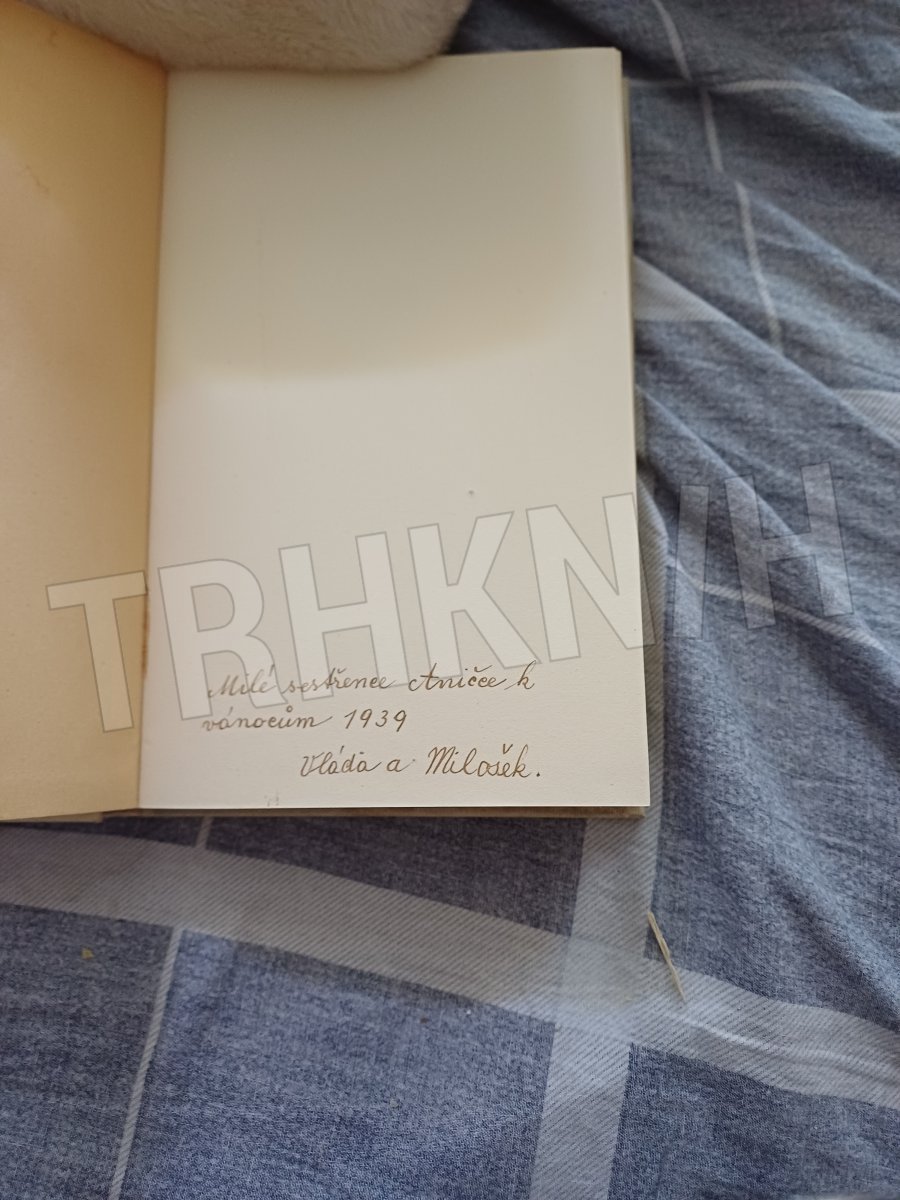 TRHKNIH
Milé sestřence Aničce k
vánocům 1939
Vláďa a Milošek.